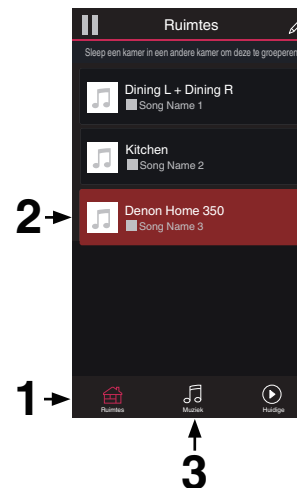 Ruimtes
Sleep een kamer in een andere kamer om deze te groeperen
Dining L + Dining R
Song Name 1
Kitchen
Song Name 2
2
Denon Home 350
Song Name 3
1
Ruimtes
Muziek
Huidige
3